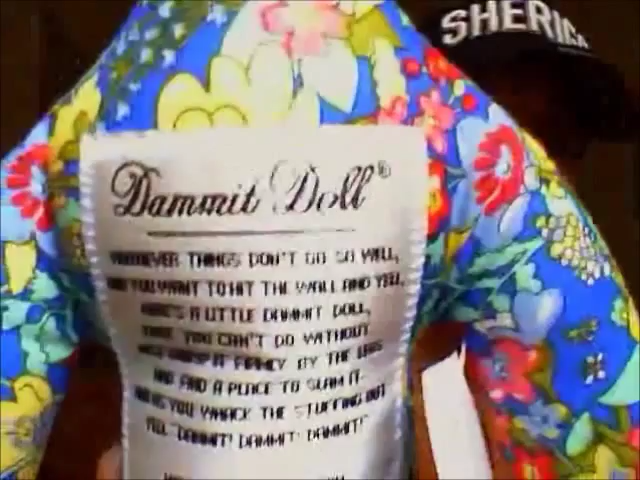 SHERI
Dammit Doll®
WHENEVER THINGS DON'T GO SO WELL,
AND YOU WANT TO HIT THE WALL AND YELL,
HERE'S A LITTLE DAMMIT DOLL,
THAT YOU CAN'T DO WITHOUT
JUST GRASP IT FIRMLY BY THE LEGS
AND FIND A PLACE TO SLAM IT.
AND AS YOU WHACK THE STUFFING OUT
YELL "DAMMIT! DAMMIT! DAMMIT!"